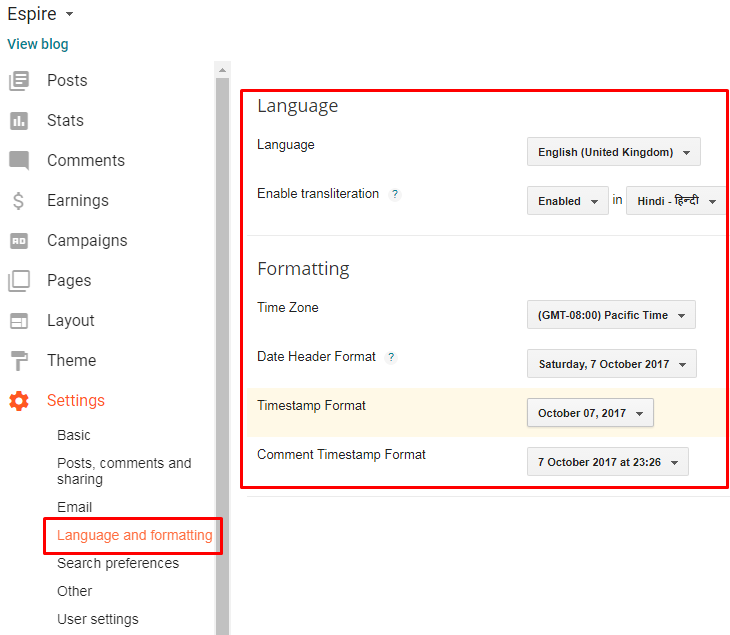 Espire
View blog
Posts
Stats
Comments
Earnings
Campaigns
Pages
Layout
Theme
Settings
Basic
Posts, comments and
sharing
Email
Language and formatting
Search preferences
Other
User settings
Language
Language English (United Kingdom)
Enable transliteration ? Enabled in Hindi - हिन्दी
Formatting
Time Zone (GMT-08:00) Pacific Time
Date Header Format ? Saturday, 7 October 2017
Timestamp Format October 07, 2017
Comment Timestamp Format 7 October 2017 at 23:26